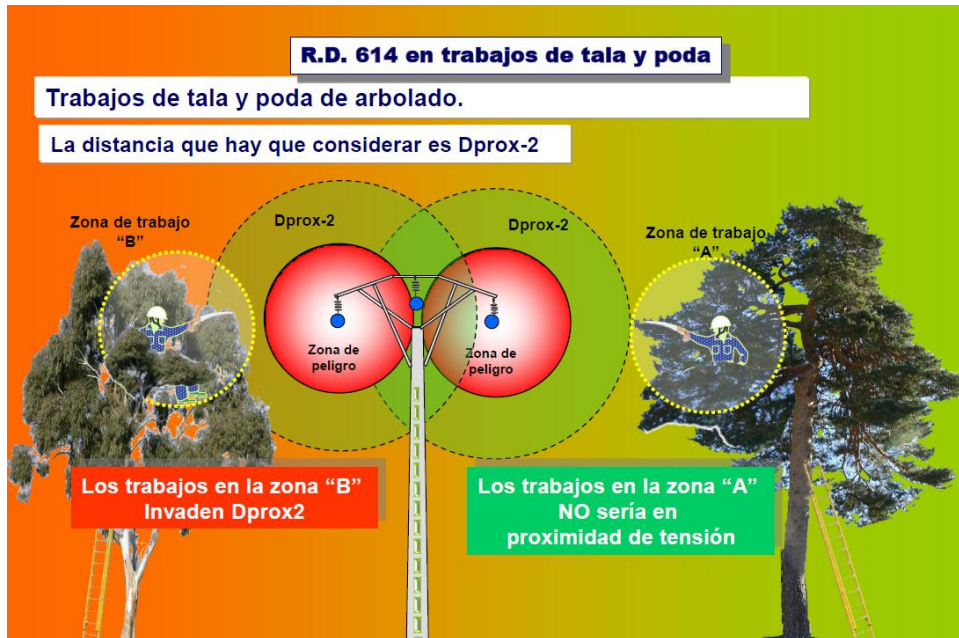 R.D. 614 en trabajos de tala y poda
Trabajos de tala y poda de arbolado.
La distancia que hay que considerar es Dprox-2
Zona de trabajo
“B”
Dprox-2
Dprox-2
Zona de trabajo
“A”
Zona de
peligro
Zona de
peligro
Los trabajos en la zona “B”
Invaden Dprox2
Los trabajos en la zona “A”
NO sería en
proximidad de tensión